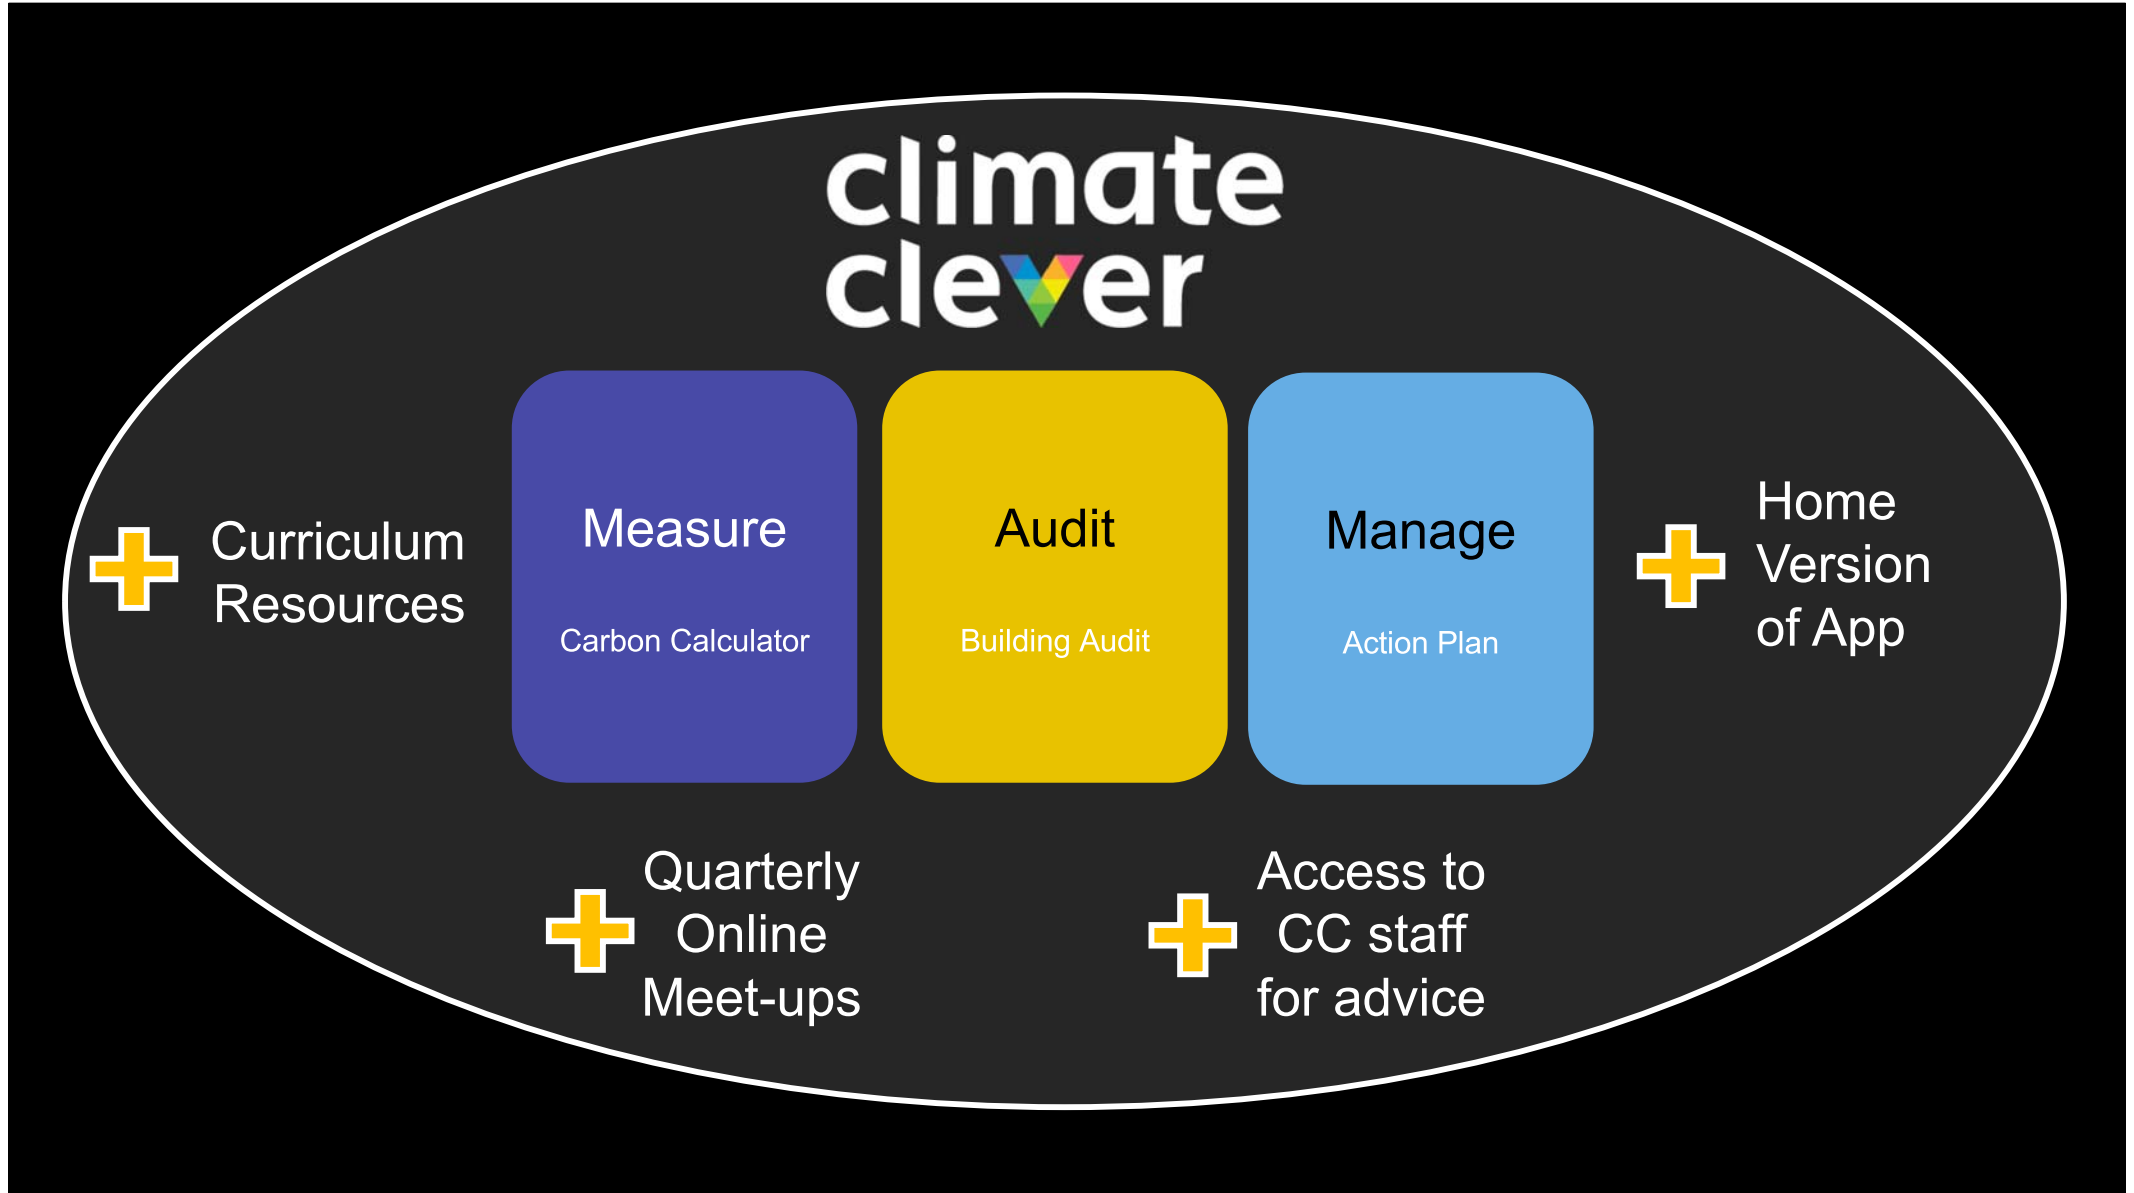 climate
clever
Measure
Carbon Calculator
Audit
Building Audit
Manage
Action Plan
Curriculum
Resources
Home
Version
of App
Quarterly
Online
Meet-ups
Access to
CC staff
for advice